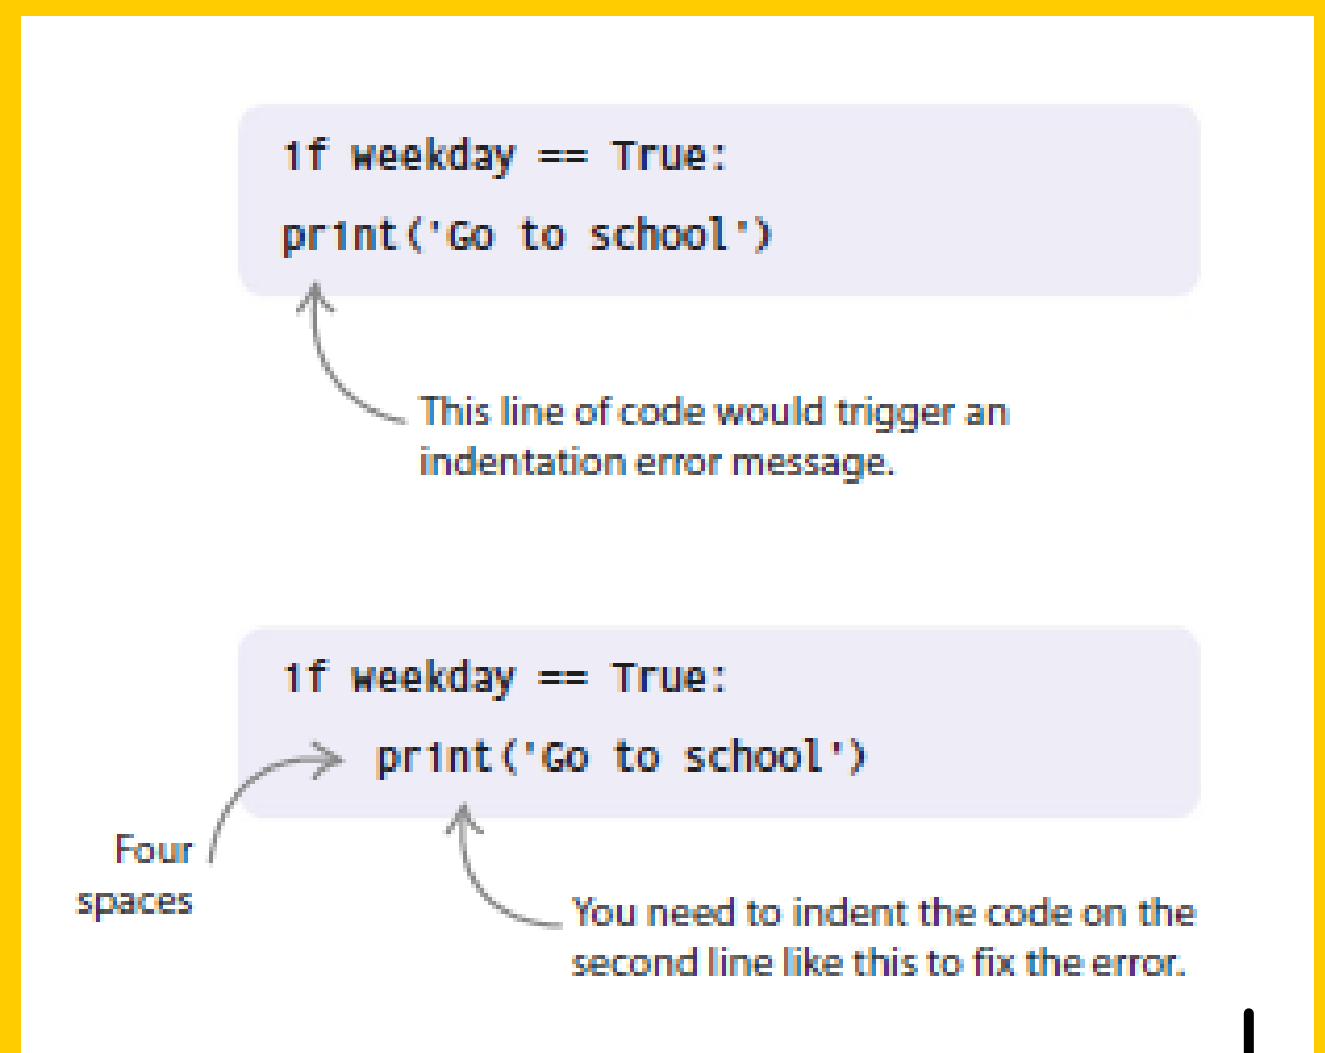 if weekday == True:
print('Go to school')
This line of code would trigger an
indentation error message.
if weekday == True:
    print('Go to school')
Four
spaces
You need to indent the code on the
second line like this to fix the error.